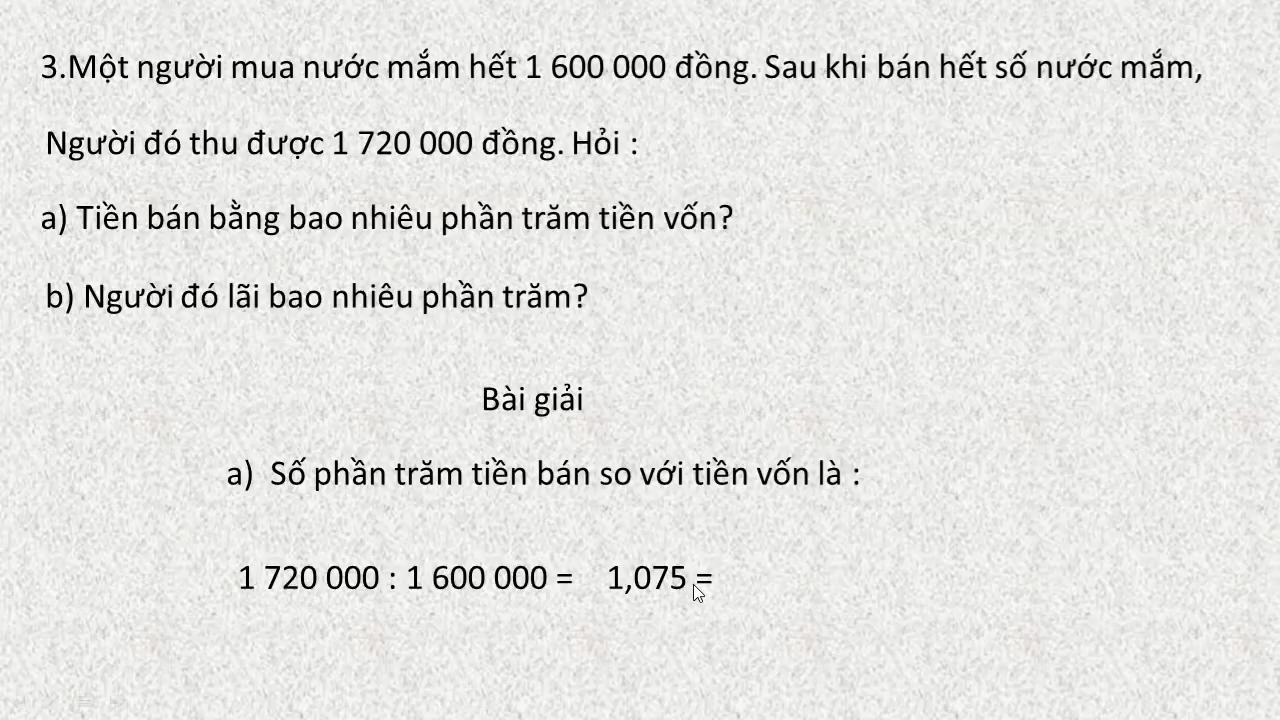 3.Một người mua nước mắm hết 1 600 000 đồng. Sau khi bán hết số nước mắm,
Người đó thu được 1 720 000 đồng. Hỏi :
a) Tiền bán bằng bao nhiêu phần trăm tiền vốn?
b) Người đó lãi bao nhiêu phần trăm?
Bài giải
a) Số phần trăm tiền bán so với tiền vốn là :
1 720 000 : 1 600 000 = 1,075 =